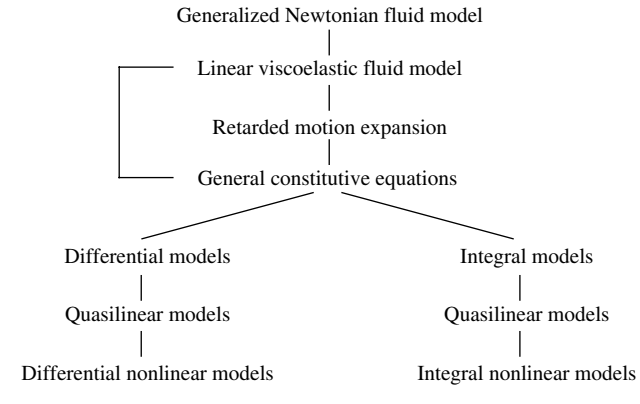 Generalized Newtonian fluid model
Linear viscoelastic fluid model
Retarded motion expansion
General constitutive equations
Differential models
Integral models
Quasilinear models
Quasilinear models
Differential nonlinear models
Integral nonlinear models